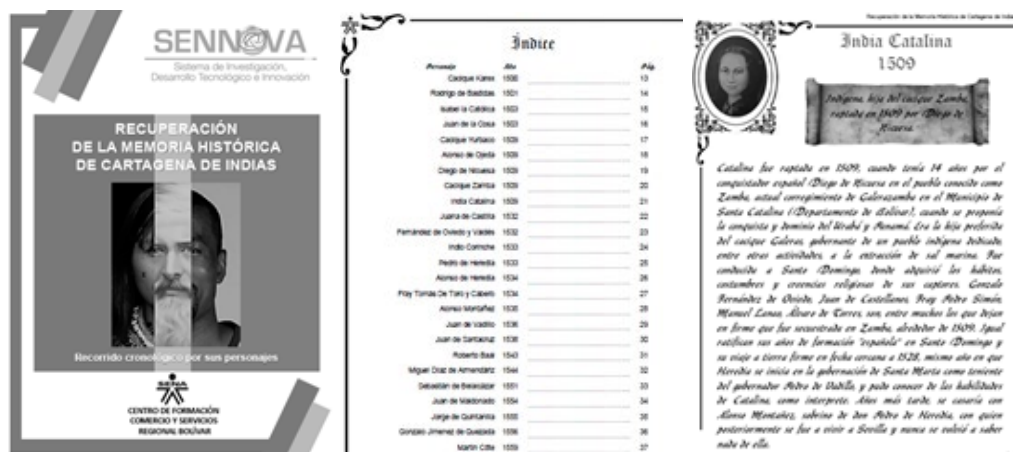 SENNOVA
Sistema de Investigación,
Desarrollo Tecnológico e Innovación
RECUPERACIÓN
DE LA MEMORIA HISTÓRICA
DE CARTAGENA DE INDIAS
Recorrido cronológico por sus personajes
SENA
CENTRO DE FORMACIÓN
COMERCIO Y SERVICIOS
REGIONAL BOLÍVAR
Índice
Personaje Año Pág.
Cacique Karex 1506 13
Rodrigo de Bastidas 1501 14
Isabel la Católica 1503 15
Juan de la Cosa 1503 16
Cacique Yurbaco 1509 17
Alonso de Ojeda 1509 18
Diego de Nicuesa 1509 19
Cacique Zamba 1509 20
India Catalina 1509 21
Juana de Castilla 1532 22
Fernández de Oviedo y Valdés 1532 23
Indio Corinche 1533 24
Pedro de Heredia 1533 25
Alonso de Heredia 1534 26
Fray Tomás De Toro y Cabero 1534 27
Alonso Montañez 1535 28
Juan de Vadillo 1536 29
Juan de Santacruz 1538 30
Roberto Baal 1543 31
Miguel Díaz de Armendáriz 1544 32
Sebastián de Belalcázar 1551 33
Juan de Maldonado 1554 34
Jorge de Quintanilla 1555 35
Gonzalo Jimenez de Quezada 1556 36
Martín Cote 1559 37
Recuperación de la Memoria Histórica de Cartagena de Indias
India Catalina
1509
Indígena, hija del cacique Zamba,
raptada en 1509 por Diego de
Nicuesa.
Catalina fue raptada en 1509, cuando tenía 14 años por el
conquistador español Diego de Nicuesa en el pueblo conocido como
Zamba, actual corregimiento de Galerazamba en el Municipio de
Santa Catalina (Departamento de Bolívar), cuando se proponía
la conquista y dominio del Urabá y Panamá. Era la hija preferida
del cacique Galeras, gobernante de un pueblo indígena dedicado,
entre otras actividades, a la extracción de sal marina. Fue
conducida a Santo Domingo, donde adquirió los hábitos,
costumbres y creencias religiosas de sus captores. Gonzalo
Fernández de Oviedo, Juan de Castellanos, Fray Pedro Simón,
Manuel Lanao, Álvaro de Torres, son, entre muchos los que dejan
en firme que fue secuestrada en Zamba, alrededor de 1509. Igual
ratifican sus años de formación "española" en Santo Domingo y
su viaje a tierra firme en fecha cercana a 1528, mismo año en que
Heredia se inicia en la gobernación de Santa Marta como teniente
del gobernador Pedro de Vadillo, y pudo conocer de las habilidades
de Catalina, como interprete. Años más tarde, se casaría con
Alonso Montañez, sobrino de don Pedro de Heredia, con quien
posteriormente se fue a vivir a Sevilla y nunca se volvió a saber
nada de ella.